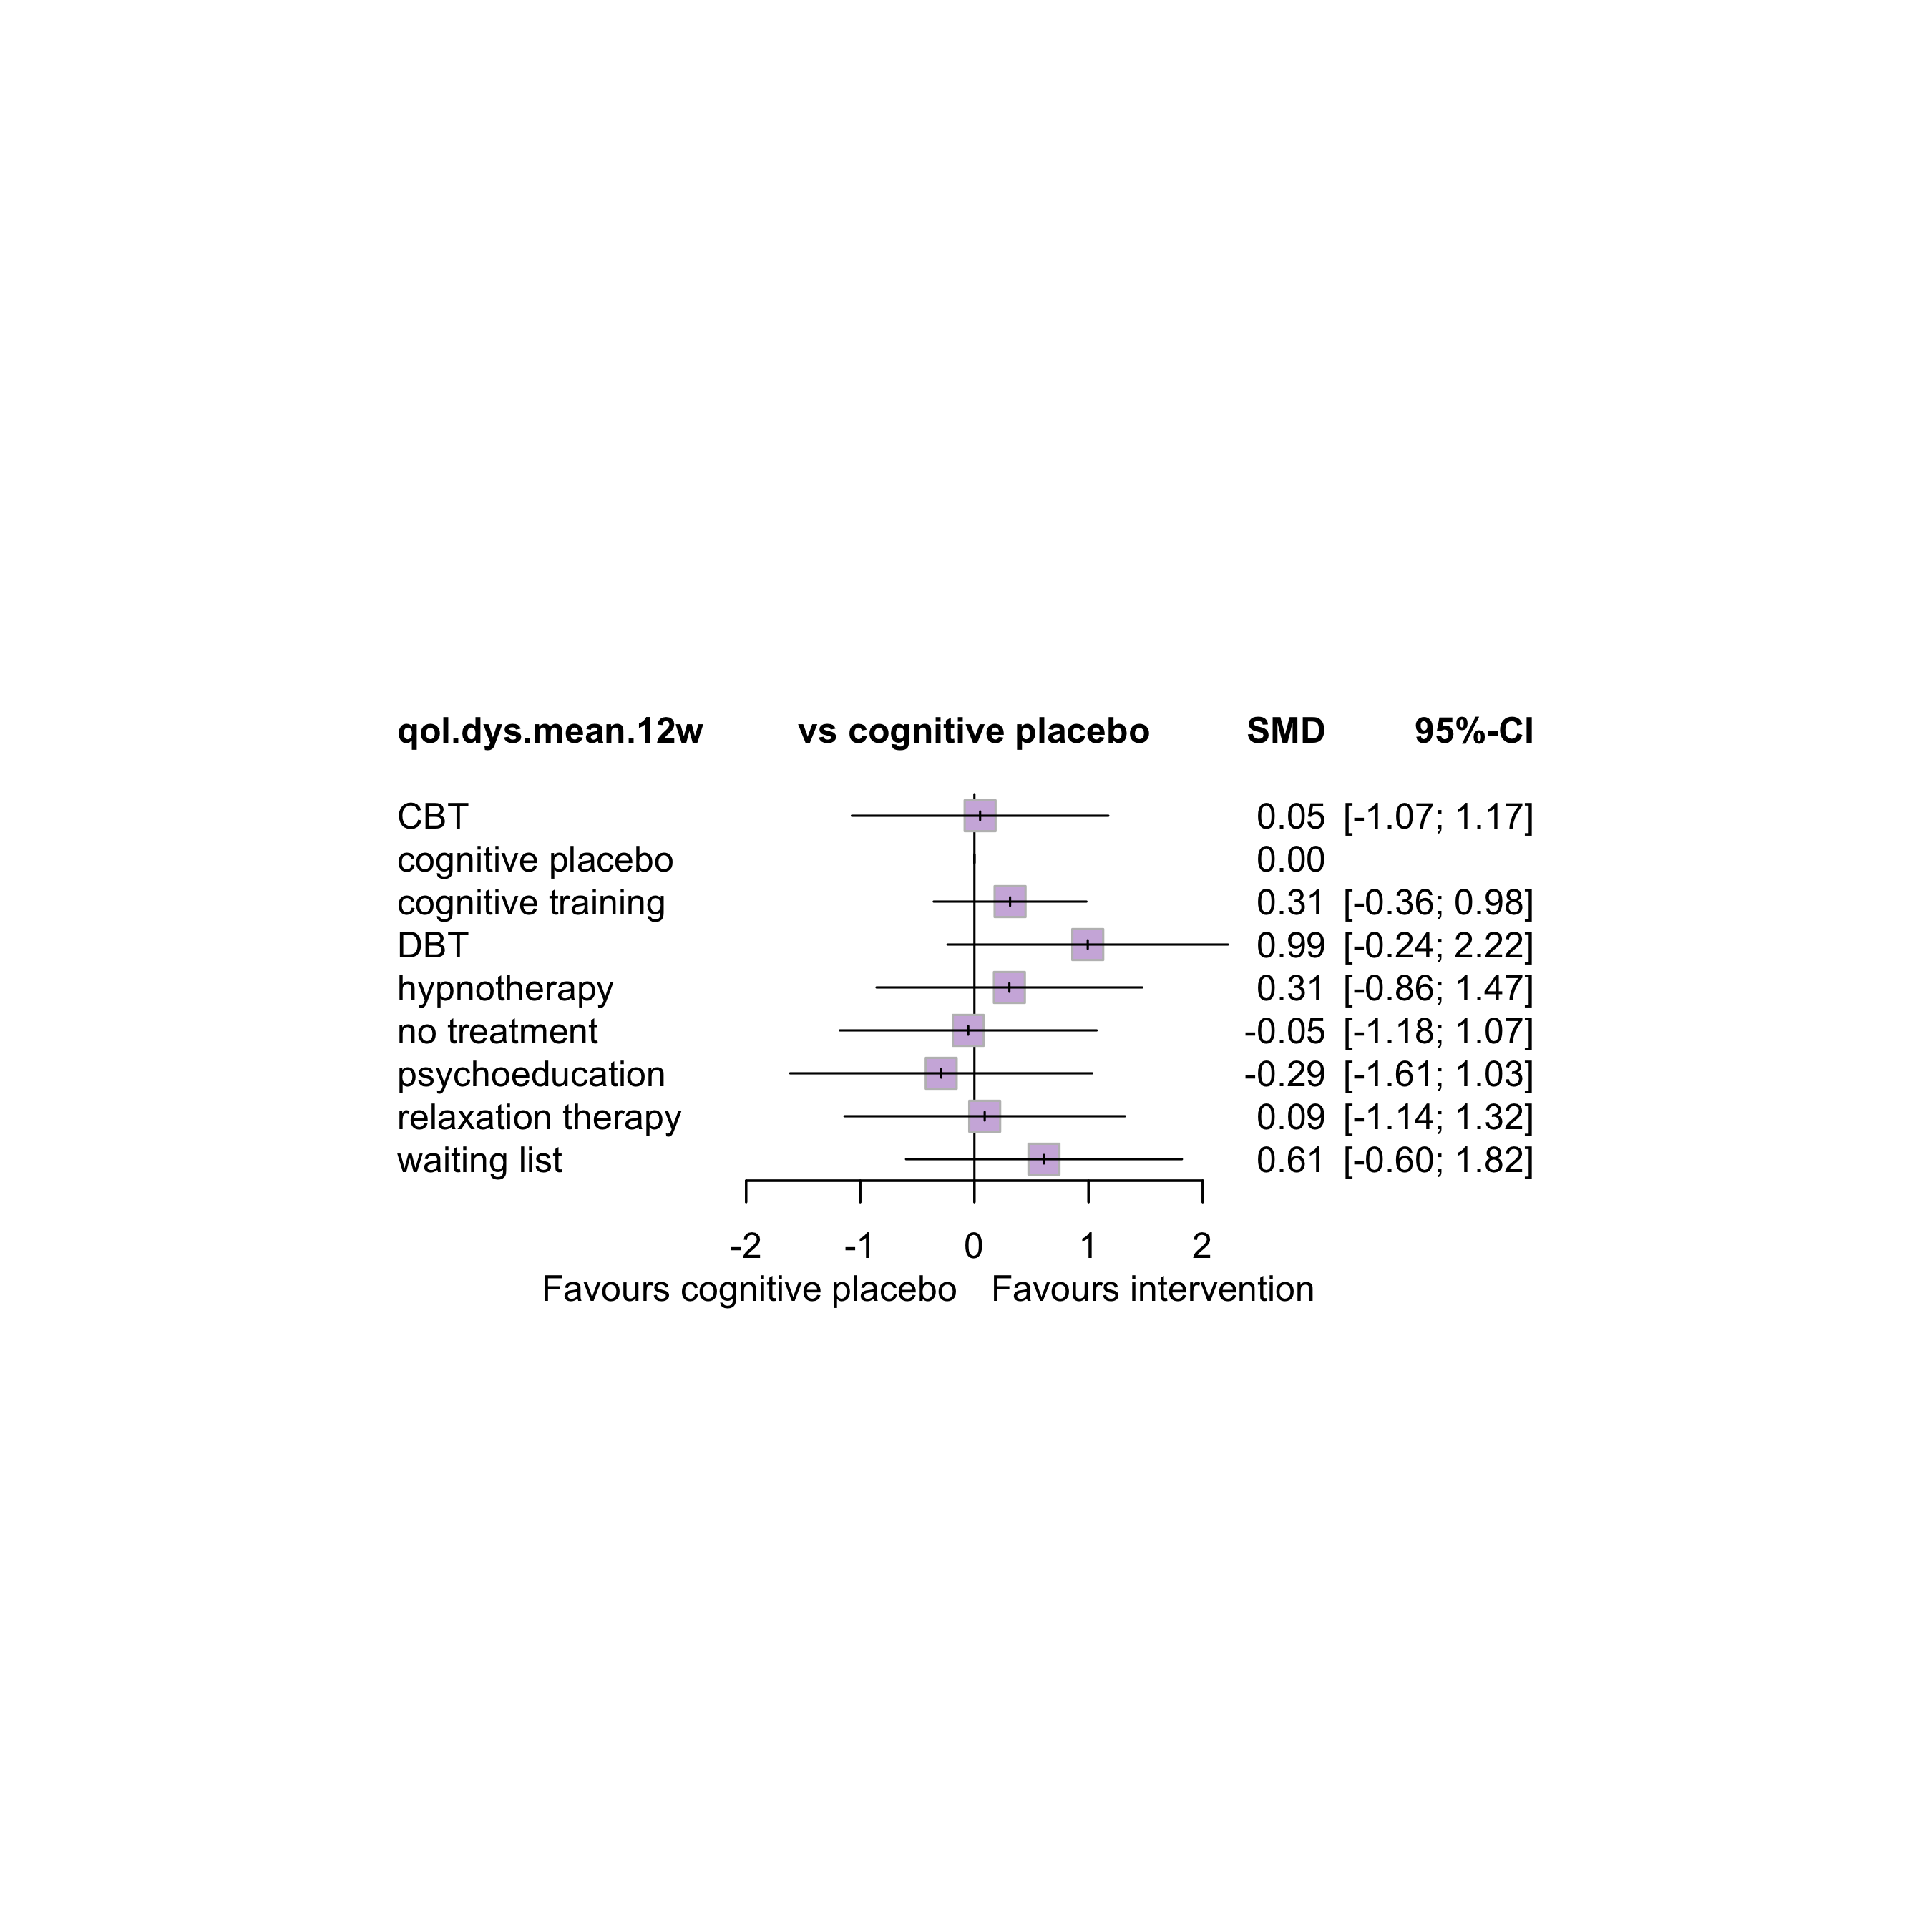 qol.dys.mean.12w vs cognitive placebo SMD 95%-CI
CBT 0.05 [-1.07; 1.17]
cognitive placebo 0.00
cognitive training 0.31 [-0.36; 0.98]
DBT 0.99 [-0.24; 2.22]
hypnotherapy 0.31 [-0.86; 1.47]
no treatment -0.05 [-1.18; 1.07]
psychoeducation -0.29 [-1.61; 1.03]
relaxation therapy 0.09 [-1.14; 1.32]
waiting list 0.61 [-0.60; 1.82]
-2 -1 0 1 2
Favours cognitive placebo Favours intervention